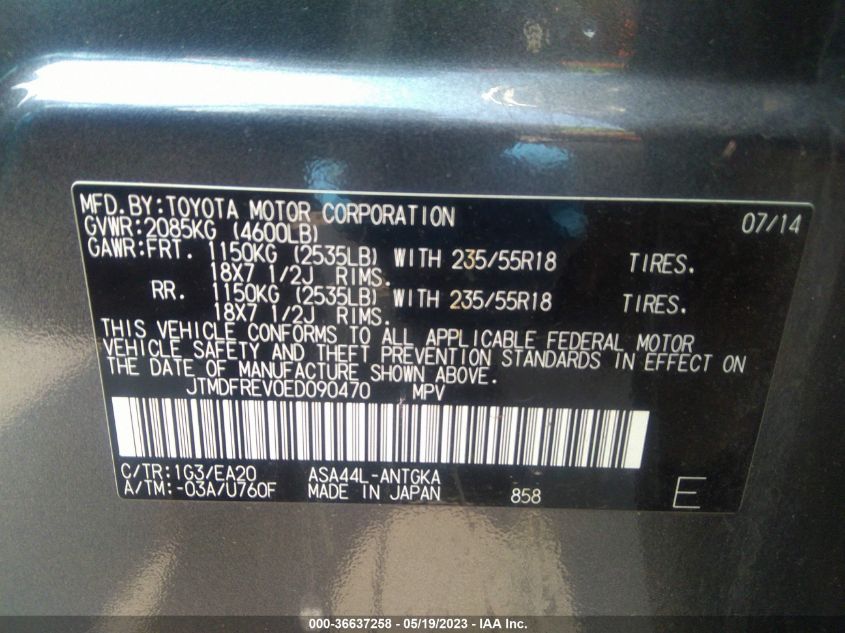 MFD.BY:TOYOTA MOTOR CORPORATION 07/14
GVWR:2085KG (4600LB)
GAWR:FRT. 1150KG (2535LB) WITH 235/55R18 TIRES.
18X7 1/2J RIMS.
RR. 1150KG (2535LB) WITH 235/55R18 TIRES.
18X7 1/2J RIMS.
THIS VEHICLE CONFORMS TO ALL APPLICABLE FEDERAL MOTOR
VEHICLE SAFETY AND THEFT PREVENTION STANDARDS IN EFFECT ON
THE DATE OF MANUFACTURE SHOWN ABOVE.
JTMDFREV0ED090470 MPV
C/TR:1G3/EA20 ASA44L-ANTGKA
A/TM:-03A/U760F MADE IN JAPAN 858 E
000-36637258 - 05/19/2023 - IAA Inc.